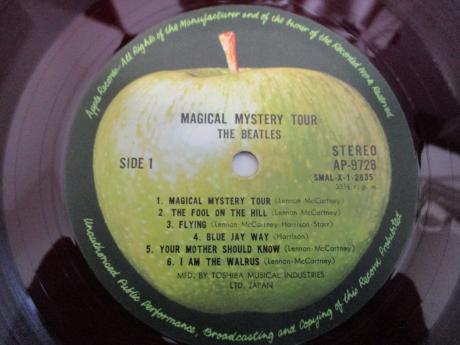 Apple Records—All Rights of the Manufacturer and of the Owner of the Recorded Work Reserved
MAGICAL MYSTERY TOUR
THE BEATLES
SIDE 1
STEREO
AP-9728
SMAL-X-1-2835
33⅓ r. p. m.
1. MAGICAL MYSTERY TOUR (Lennon-McCartney)
2. THE FOOL ON THE HILL (Lennon-McCartney)
3. FLYING (Lennon-McCartney-Harrison-Starr)
4. BLUE JAY WAY (Harrison)
5. YOUR MOTHER SHOULD KNOW (Lennon-McCartney)
6. I AM THE WALRUS (Lennon-McCartney)
MFD. BY TOSHIBA MUSICAL INDUSTRIES
LTD. JAPAN
Unauthorised Public Performance, Broadcasting and Copying of this Record Prohibited